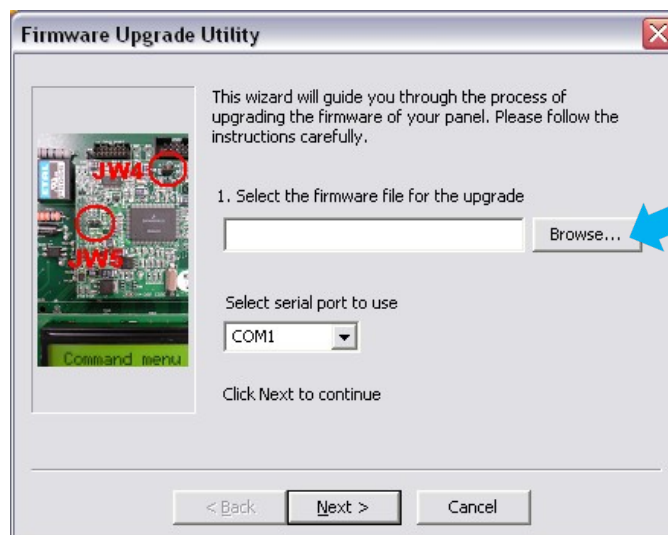 Firmware Upgrade Utility
This wizard will guide you through the process of
upgrading the firmware of your panel. Please follow the
instructions carefully.
JW4
JW5
Command menu
1. Select the firmware file for the upgrade
Browse...
Select serial port to use
COM1
Click Next to continue
< Back
Next >
Cancel